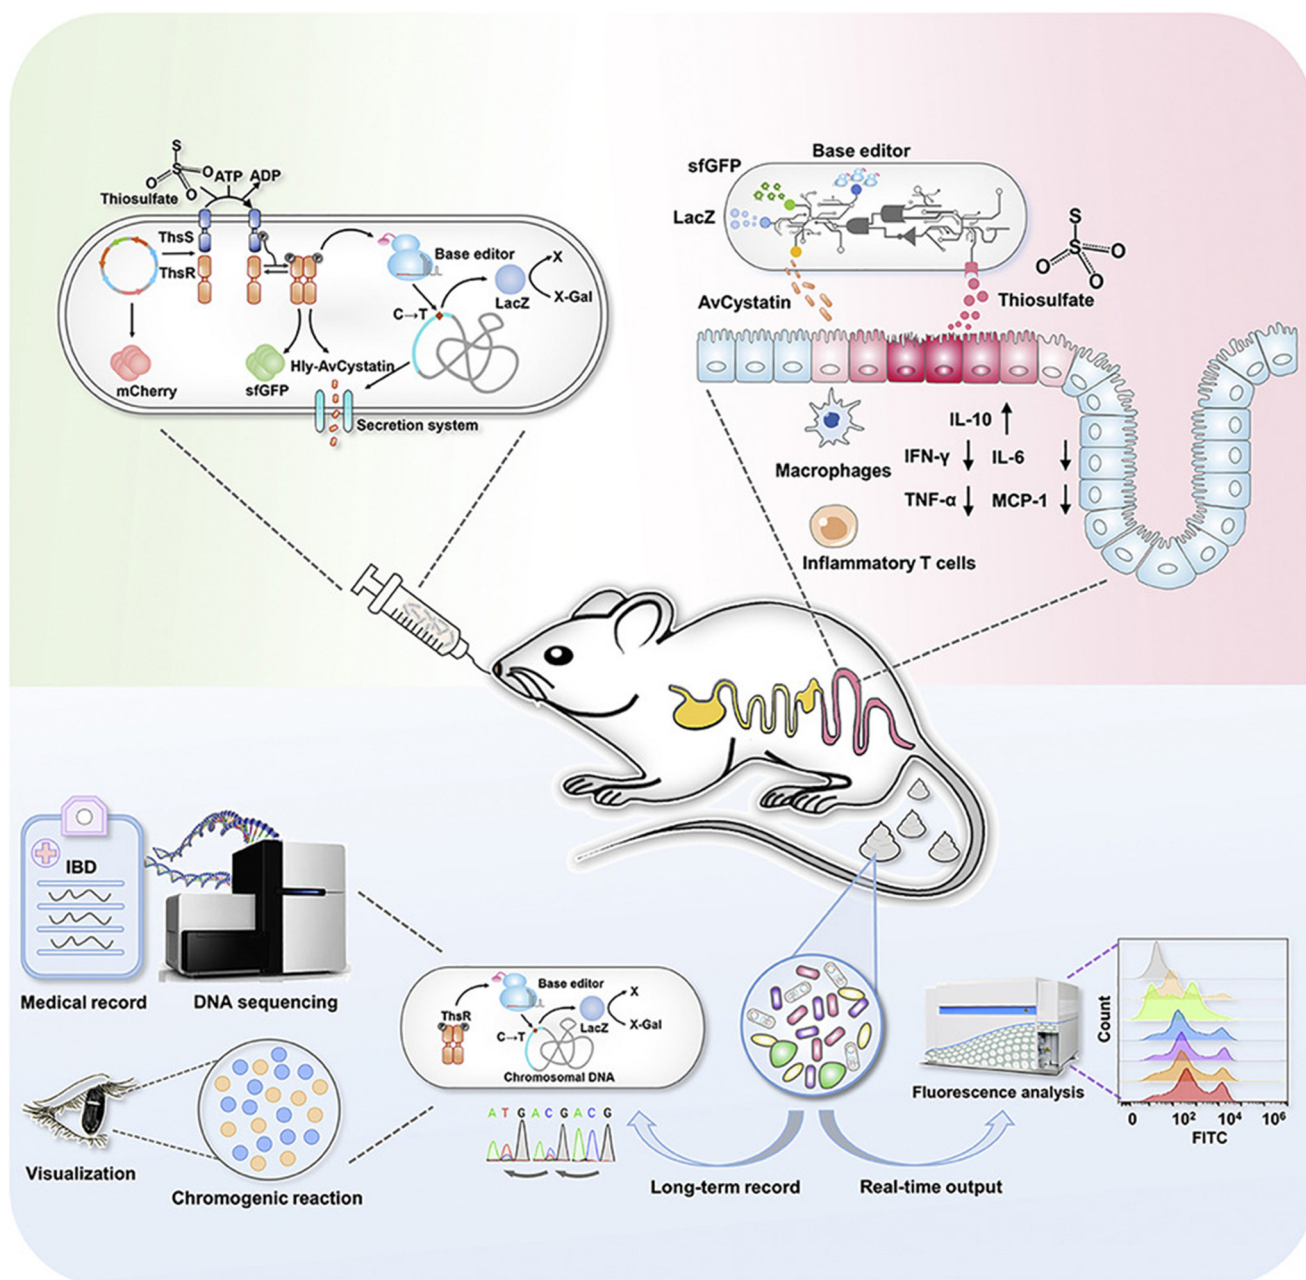 S
S
O
O
O
ATP
ADP
Thiosulfate
ThsS
ThsR
P
P
P
Base editor
X
X-Gal
LacZ
C→T
mCherry
sfGFP
Hly-AvCystatin
Secretion system
sfGFP
Base editor
LacZ
S
S
O
O
O
AvCystatin
Thiosulfate
IL-10
Macrophages
IFN-γ
IL-6
TNF-α
MCP-1
Inflammatory T cells
IBD
Medical record
DNA sequencing
Base editor
ThsR
X
LacZ
X-Gal
C→T
Chromosomal DNA
Count
Fluorescence analysis
0
10²
10⁴
10⁶
FITC
A T G A C G A C G
Visualization
Chromogenic reaction
Long-term record
Real-time output